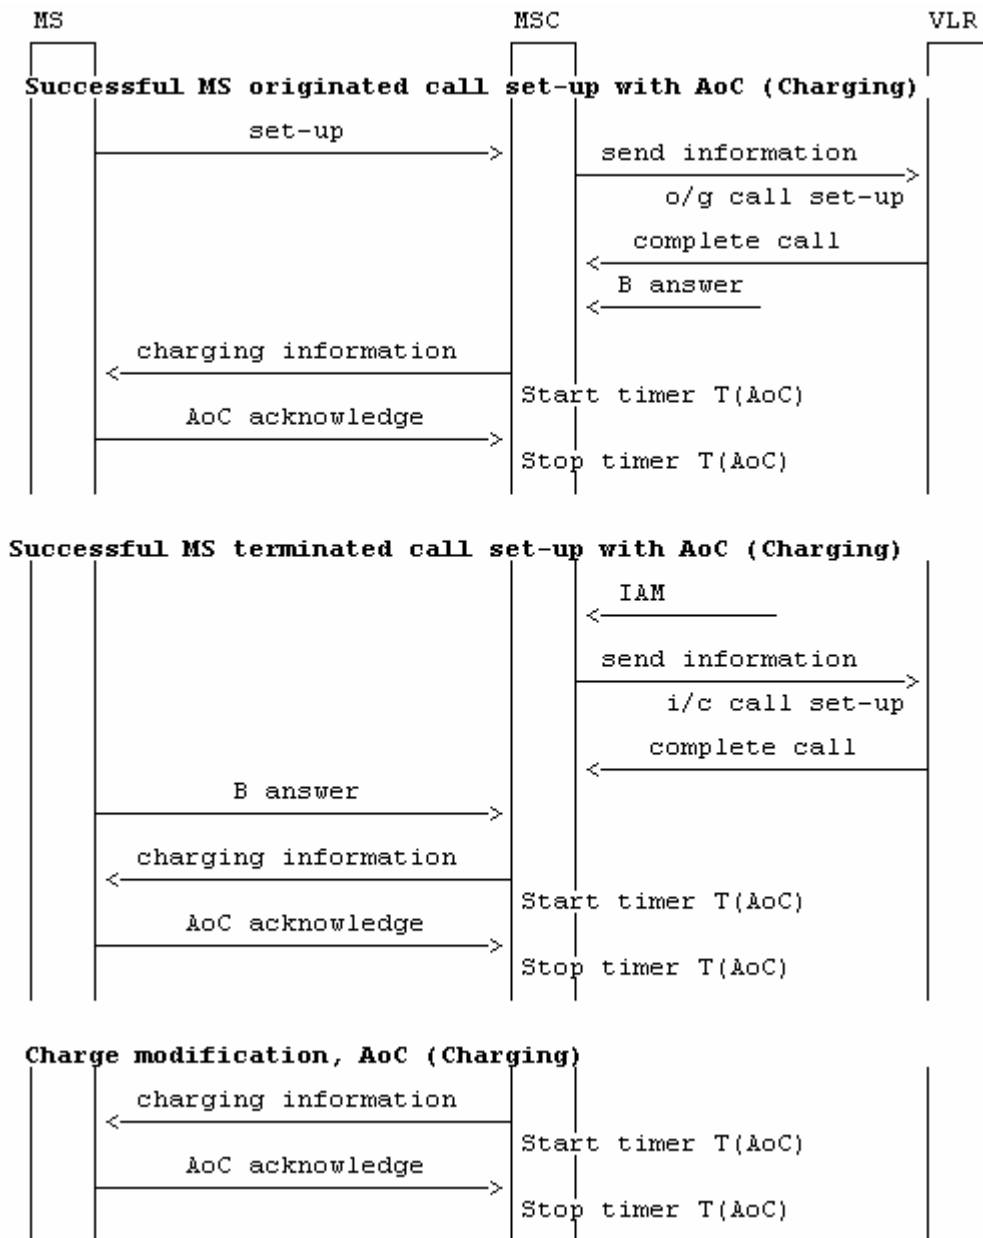 MS MSC VLR
Successful MS originated call set-up with AoC (Charging)
set-up
send information
o/g call set-up
complete call
B answer
charging information
Start timer T(AoC)
AoC acknowledge
Stop timer T(AoC)
Successful MS terminated call set-up with AoC (Charging)
IAM
send information
i/c call set-up
complete call
B answer
charging information
Start timer T(AoC)
AoC acknowledge
Stop timer T(AoC)
Charge modification, AoC (Charging)
charging information
Start timer T(AoC)
AoC acknowledge
Stop timer T(AoC)